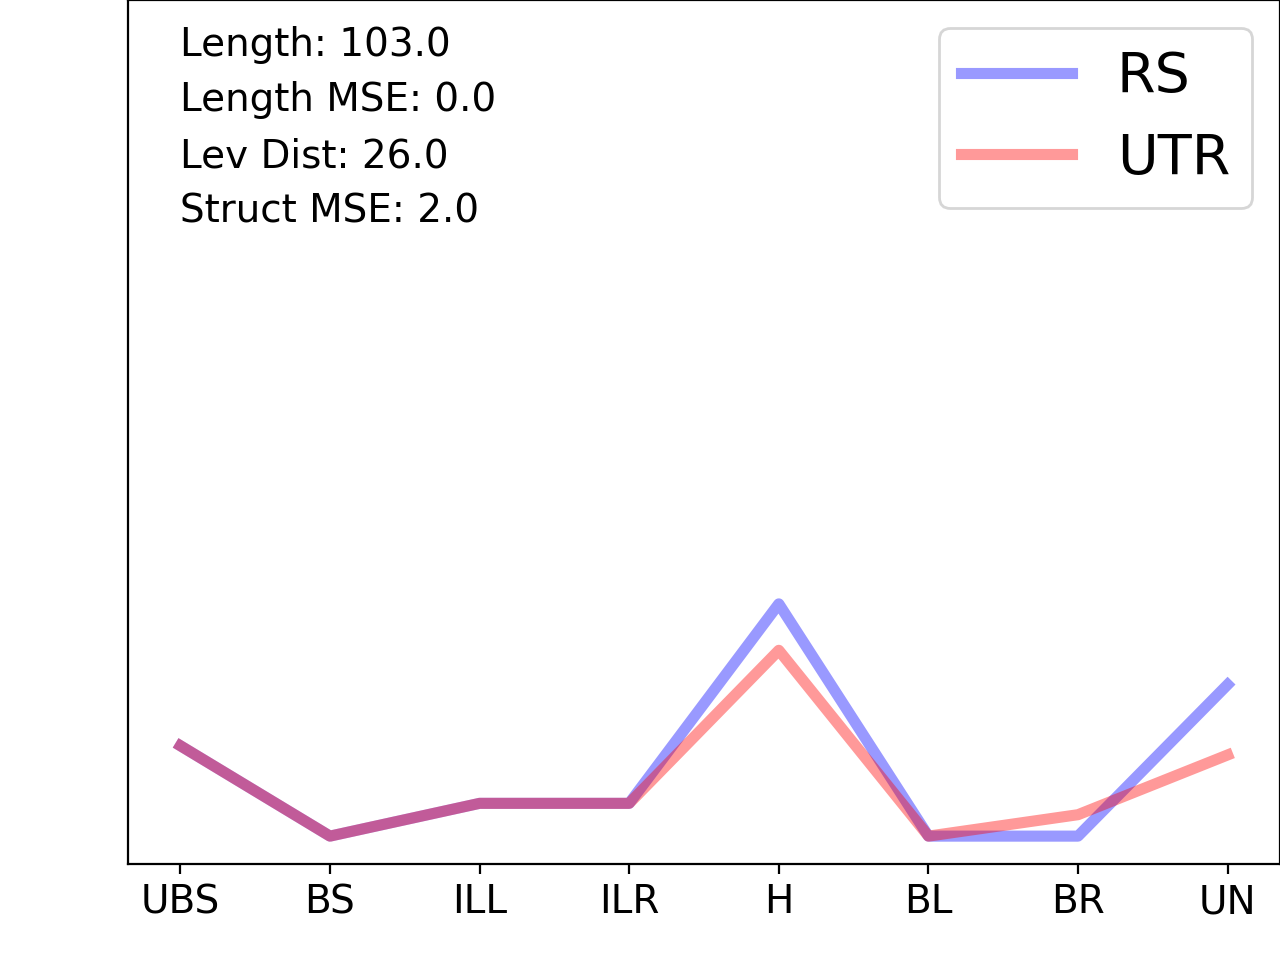 Length: 103.0
Length MSE: 0.0
Lev Dist: 26.0
Struct MSE: 2.0
RS
UTR
UBS BS ILL ILR H BL BR UN